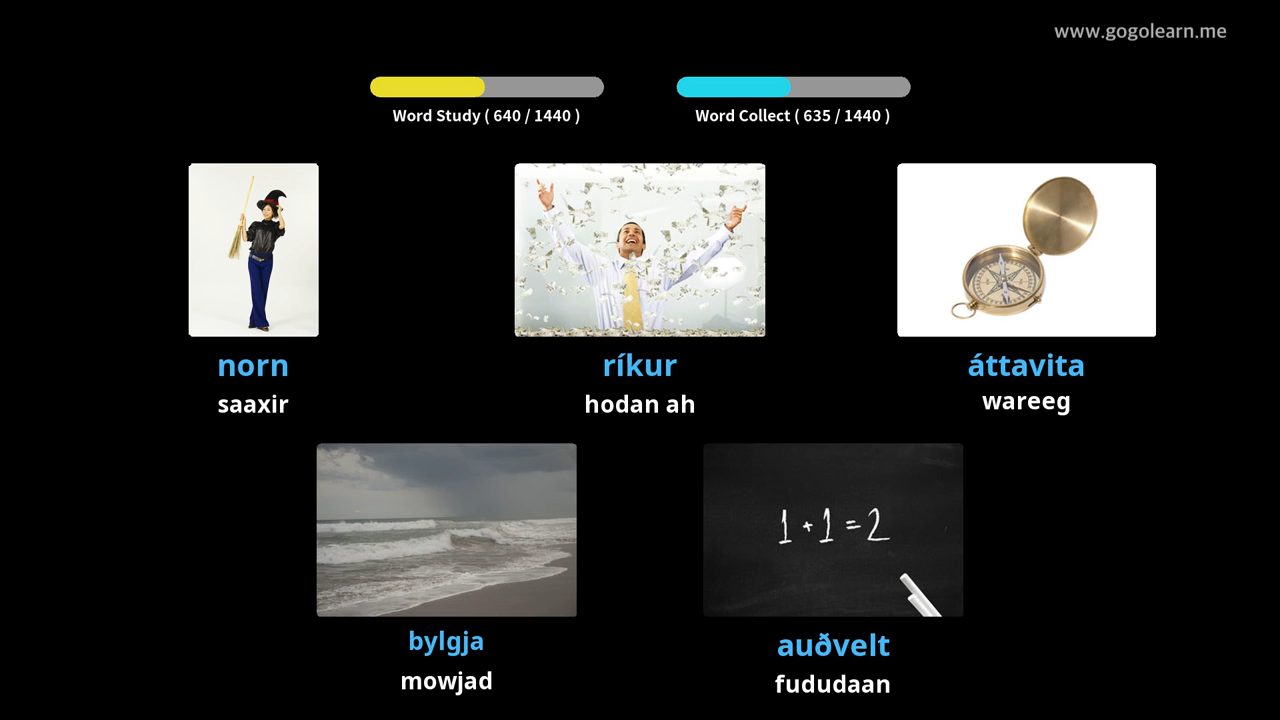 www.gogolearn.me
Word Study ( 640 / 1440 )
Word Collect ( 635 / 1440 )
norn
saaxir
ríkur
hodan ah
áttavita
wareeg
1 + 1 = 2
bylgja
mowjad
auðvelt
fududaan